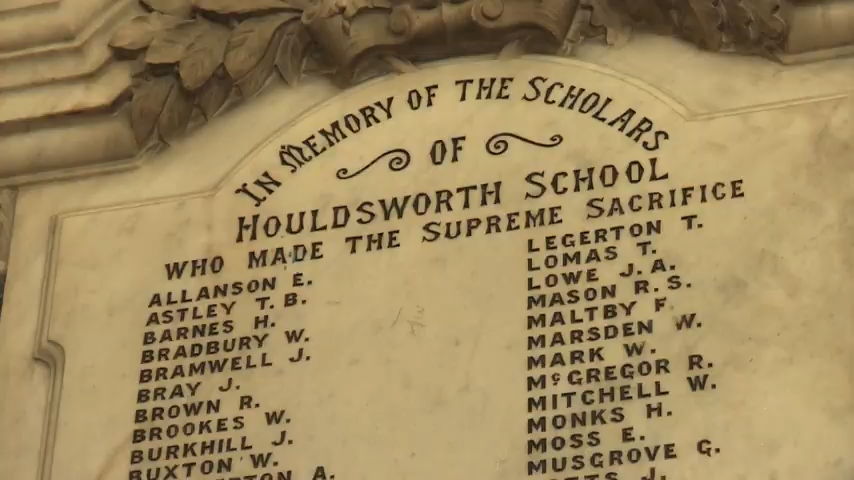 IN MEMORY OF THE SCHOLARS
OF
HOULDSWORTH SCHOOL
WHO MADE THE SUPREME SACRIFICE
ALLANSON E.
ASTLEY T. B.
BARNES H.
BRADBURY W.
BRAMWELL J.
BRAY J.
BROWN R.
BROOKES W.
BURKHILL J.
BUXTON W.
A.
LEGERTON T.
LOMAS T.
LOWE J. A.
MASON R. S.
MALTBY F.
MARSDEN W.
MARK W.
McGREGOR R.
MITCHELL W.
MONKS H.
MOSS E.
MUSGROVE G.
J.